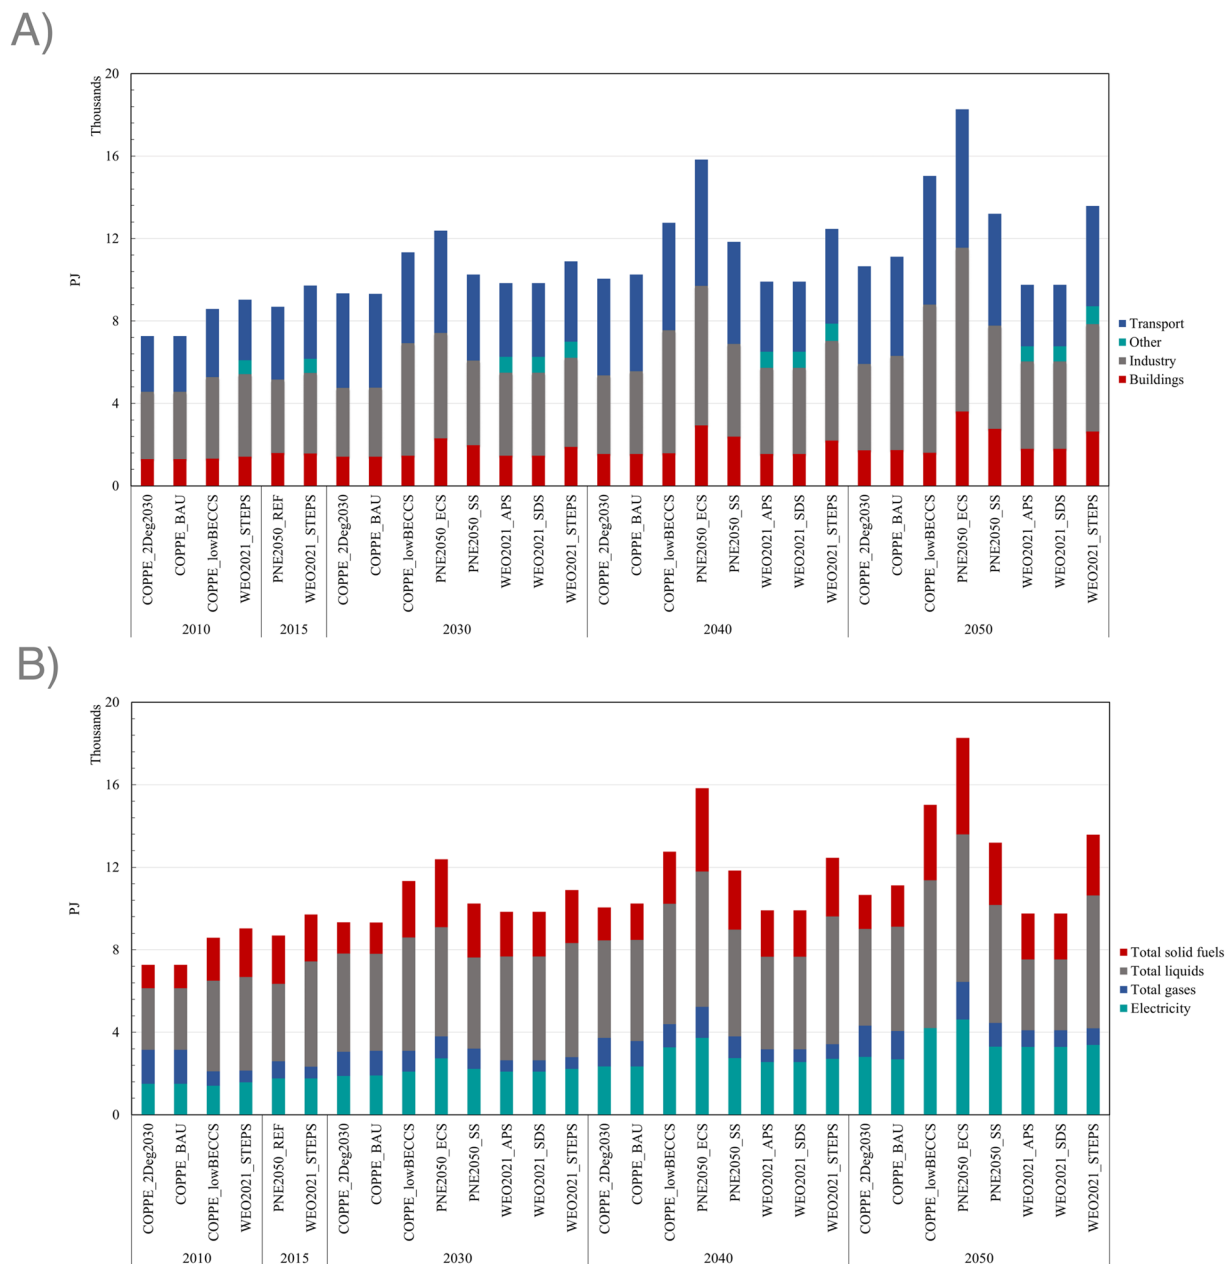 A)
Thousands
PJ
20
16
12
8
4
0
Transport
Other
Industry
Buildings
COPPE_2Deg2030
COPPE_BAU
COPPE_lowBECCS
WEO2021_STEPS
PNE2050_REF
WEO2021_STEPS
COPPE_2Deg2030
COPPE_BAU
COPPE_lowBECCS
PNE2050_ECS
PNE2050_SS
WEO2021_APS
WEO2021_SDS
WEO2021_STEPS
COPPE_2Deg2030
COPPE_BAU
COPPE_lowBECCS
PNE2050_ECS
PNE2050_SS
WEO2021_APS
WEO2021_SDS
WEO2021_STEPS
COPPE_2Deg2030
COPPE_BAU
COPPE_lowBECCS
PNE2050_ECS
PNE2050_SS
WEO2021_APS
WEO2021_SDS
WEO2021_STEPS
2010 2015 2030 2040 2050
B)
Thousands
PJ
20
16
12
8
4
0
Total solid fuels
Total liquids
Total gases
Electricity
COPPE_2Deg2030
COPPE_BAU
COPPE_lowBECCS
WEO2021_STEPS
PNE2050_REF
WEO2021_STEPS
COPPE_2Deg2030
COPPE_BAU
COPPE_lowBECCS
PNE2050_ECS
PNE2050_SS
WEO2021_APS
WEO2021_SDS
WEO2021_STEPS
COPPE_2Deg2030
COPPE_BAU
COPPE_lowBECCS
PNE2050_ECS
PNE2050_SS
WEO2021_APS
WEO2021_SDS
WEO2021_STEPS
COPPE_2Deg2030
COPPE_BAU
COPPE_lowBECCS
PNE2050_ECS
PNE2050_SS
WEO2021_APS
WEO2021_SDS
WEO2021_STEPS
2010 2015 2030 2040 2050